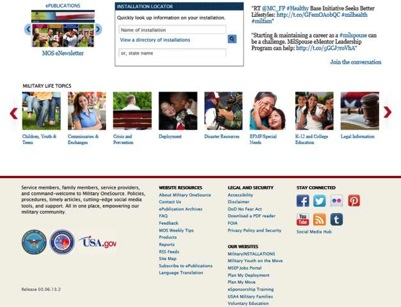 ePUBLICATIONS
MOS eNewsletter
INSTALLATION LOCATOR
Quickly look up information on your installation.
Name of installation
View a directory of installations
or, state name
"RT @MC_FP #Healthy Base Initiative Seeks Better
Lifestyles: #milhealth
#milfam"
"Starting & maintaining a career as a #milspouse can
be a challenge. MilSpouse eMentor Leadership
Program can help:
Join the conversation
MILITARY LIFE TOPICS
Children, Youth &
Teens
Commissaries &
Exchanges
Crisis and
Prevention
Deployment
Disaster Resources
EFMP/Special
Needs
K-12 and College
Education
Legal Information
Service members, family members, service providers,
and command–welcome to Military OneSource. Policies,
procedures, timely articles, cutting-edge social media
tools, and support. All in one place, empowering our
military community.
USA.gov
Release 00.06.13.2
WEBSITE RESOURCES
About Military OneSource
Contact Us
ePublication Archives
FAQ
Feedback
MOS Weekly Tips
Products
Reports
RSS Feeds
Site Map
Subscribe to ePublications
Language Translation
LEGAL AND SECURITY
Accessibility
Disclaimer
DoD No Fear Act
Download a PDF reader
FOIA
Privacy Policy and Security
OUR WEBSITES
MilitaryINSTALLATIONS
Military Youth on the Move
MSEP Jobs Portal
Plan My Deployment
Plan My Move
eSponsorship Training
USA4 Military Families
Voluntary Education
STAY CONNECTED
You
Tube
Social Media Hub